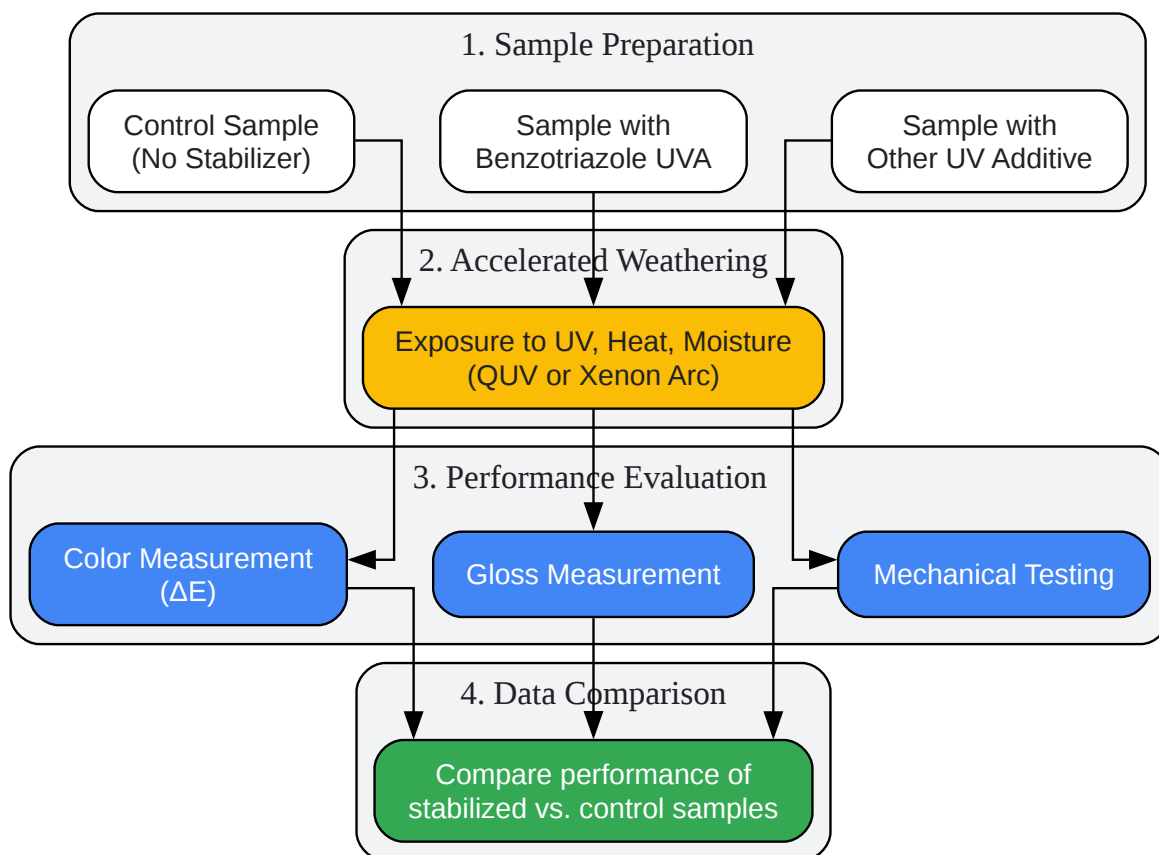 1. Sample Preparation
Control Sample
(No Stabilizer)
Sample with
Benzotriazole UVA
Sample with
Other UV Additive
2. Accelerated Weathering
Exposure to UV, Heat, Moisture
(QUV or Xenon Arc)
3. Performance Evaluation
Color Measurement
(ΔE)
Gloss Measurement
Mechanical Testing
4. Data Comparison
Compare performance of
stabilized vs. control samples